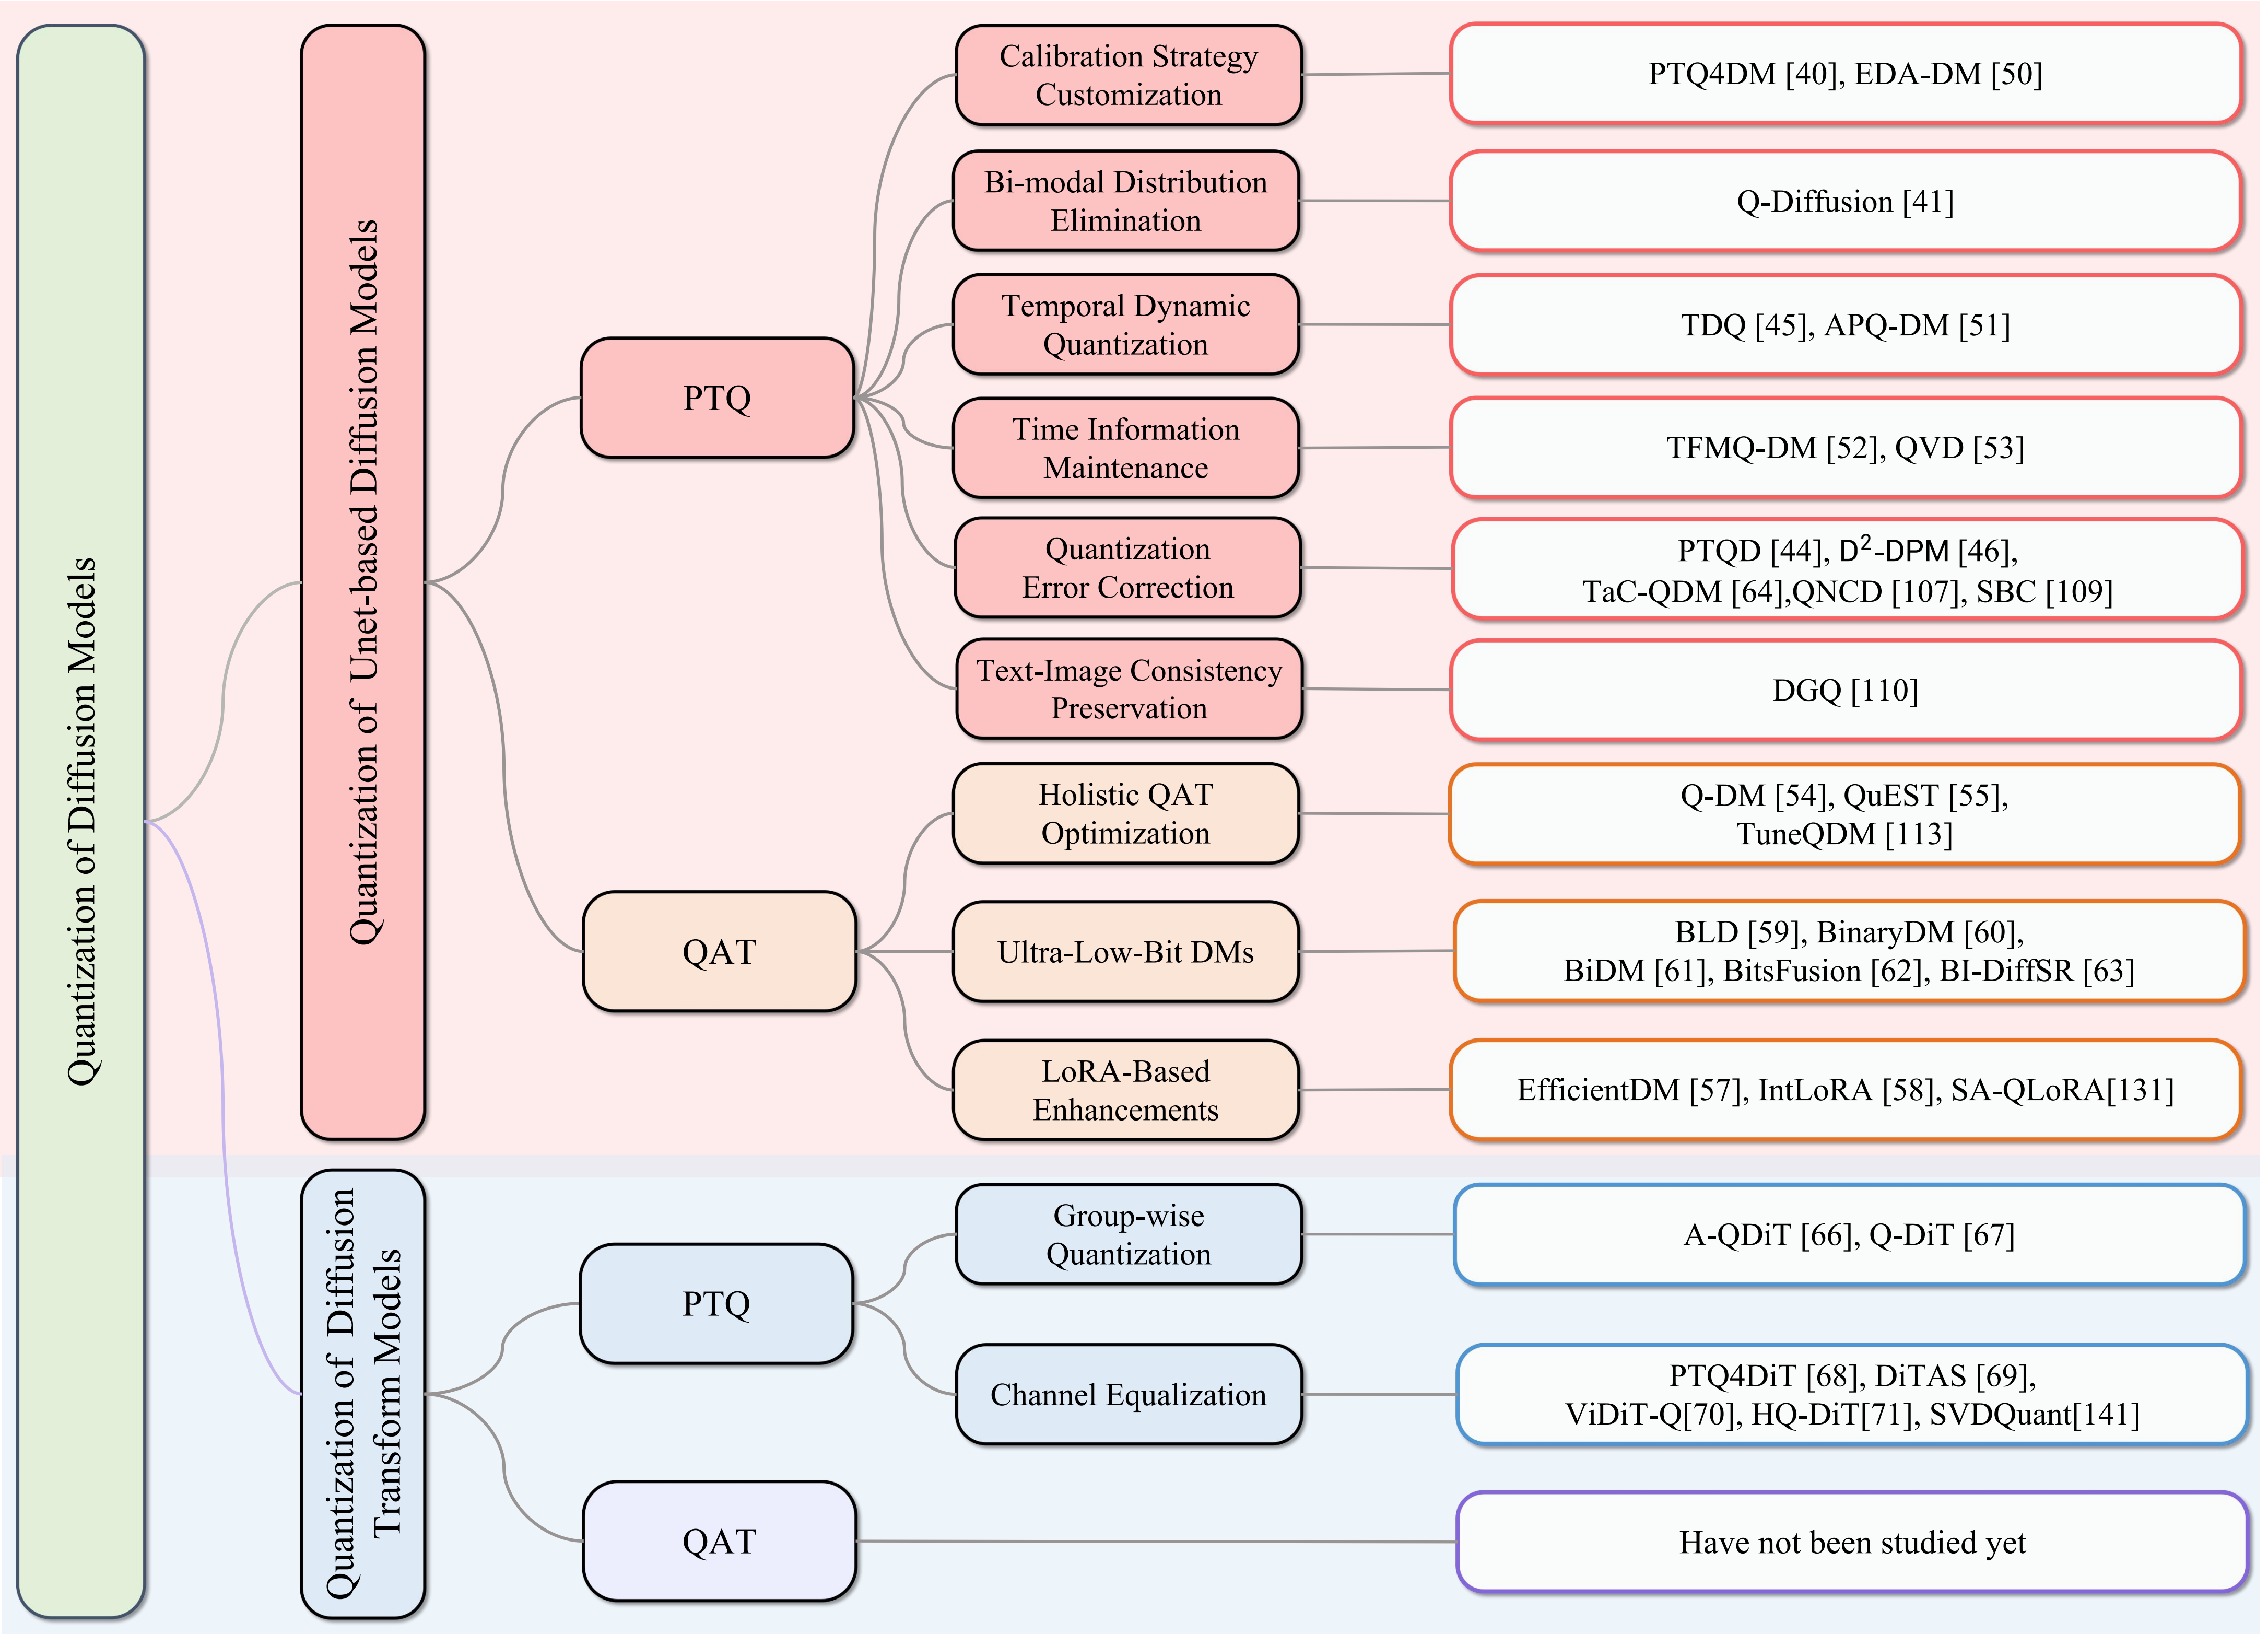 Quantization of Diffusion Models
Quantization of Unet-based Diffusion Models
PTQ
Calibration Strategy
Customization
PTQ4DM [40], EDA-DM [50]
Bi-modal Distribution
Elimination
Q-Diffusion [41]
Temporal Dynamic
Quantization
TDQ [45], APQ-DM [51]
Time Information
Maintenance
TFMQ-DM [52], QVD [53]
Quantization
Error Correction
PTQD [44], D²-DPM [46],
TaC-QDM [64],QNCD [107], SBC [109]
Text-Image Consistency
Preservation
DGQ [110]
QAT
Holistic QAT
Optimization
Q-DM [54], QuEST [55],
TuneQDM [113]
Ultra-Low-Bit DMs
BLD [59], BinaryDM [60],
BiDM [61], BitsFusion [62], BI-DiffSR [63]
LoRA-Based
Enhancements
EfficientDM [57], IntLoRA [58], SA-QLoRA[131]
Quantization of Diffusion
Transform Models
PTQ
Group-wise
Quantization
A-QDiT [66], Q-DiT [67]
Channel Equalization
PTQ4DiT [68], DiTAS [69],
ViDiT-Q[70], HQ-DiT[71], SVDQuant[141]
QAT
Have not been studied yet